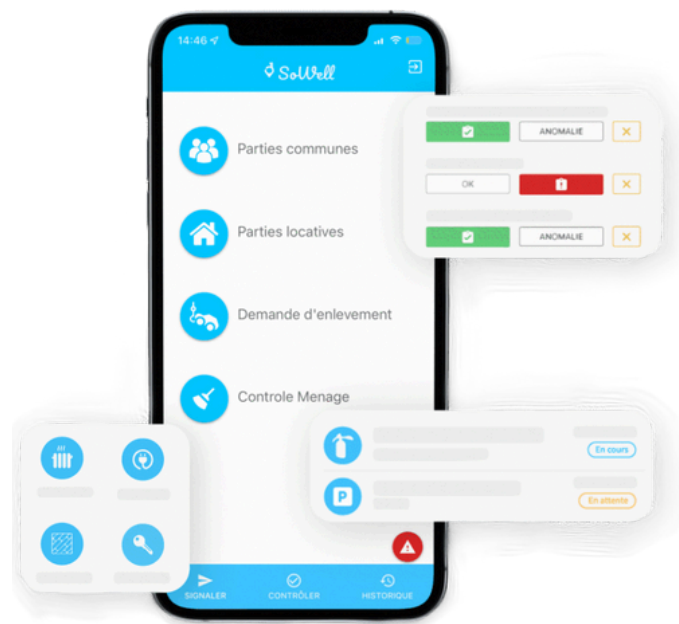 14:46
SoWell
Parties communes
Parties locatives
Demande d'enlevement
Controle Menage
SIGNALER
CONTRÔLER
HISTORIQUE
ANOMALIE
OK
ANOMALIE
En cours
P
En attente